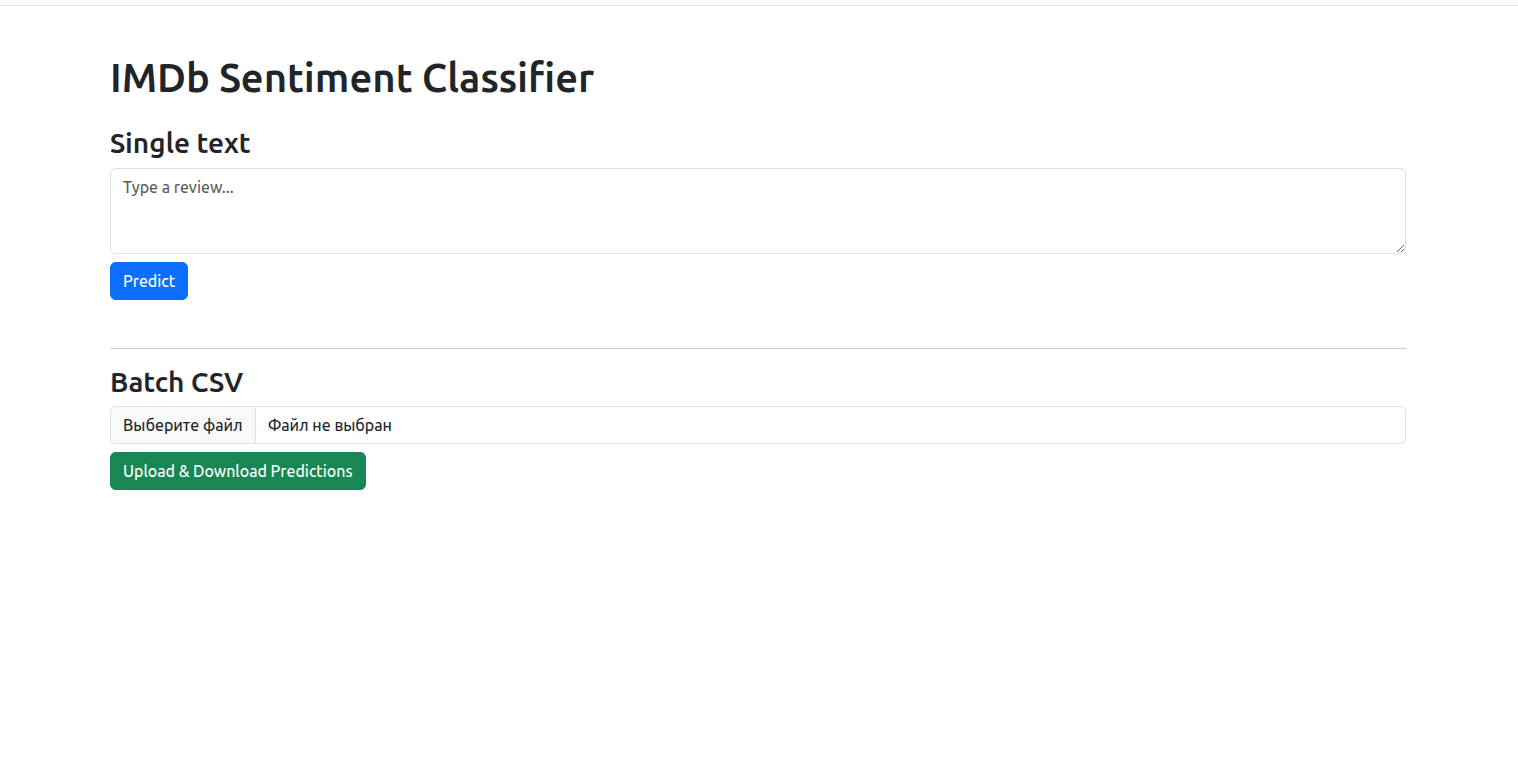 IMDb Sentiment Classifier
Single text
Type a review...
Predict
Batch CSV
Выберите файл Файл не выбран
Upload & Download Predictions